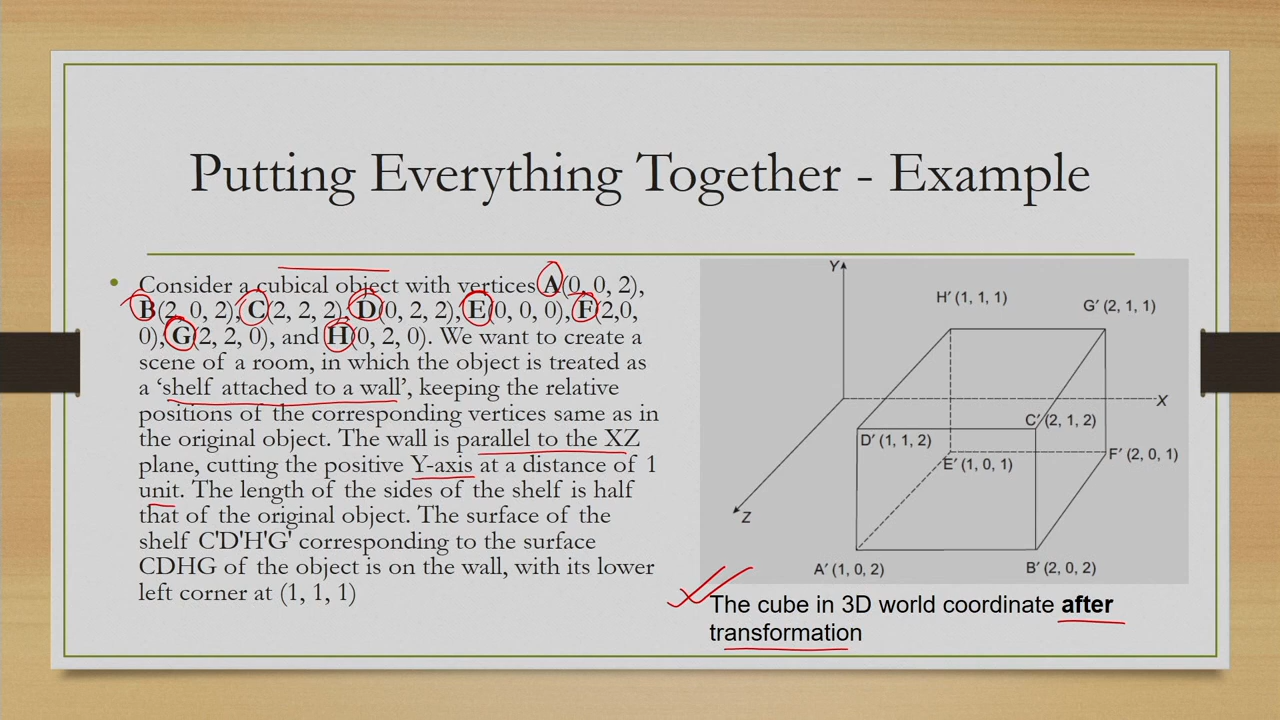 Putting Everything Together - Example
• Consider a cubical object with vertices A(0, 0, 2),
B(2, 0, 2), C(2, 2, 2), D(0, 2, 2), E(0, 0, 0), F(2,0,
0), G(2, 2, 0), and H(0, 2, 0). We want to create a
scene of a room, in which the object is treated as
a ‘shelf attached to a wall’, keeping the relative
positions of the corresponding vertices same as in
the original object. The wall is parallel to the XZ
plane, cutting the positive Y-axis at a distance of 1
unit. The length of the sides of the shelf is half
that of the original object. The surface of the
shelf C'D'H'G' corresponding to the surface
CDHG of the object is on the wall, with its lower
left corner at (1, 1, 1)
Y
H′ (1, 1, 1)
G′ (2, 1, 1)
X
C′ (2, 1, 2)
D′ (1, 1, 2)
F′ (2, 0, 1)
E′ (1, 0, 1)
Z
A′ (1, 0, 2)
B′ (2, 0, 2)
The cube in 3D world coordinate after
transformation